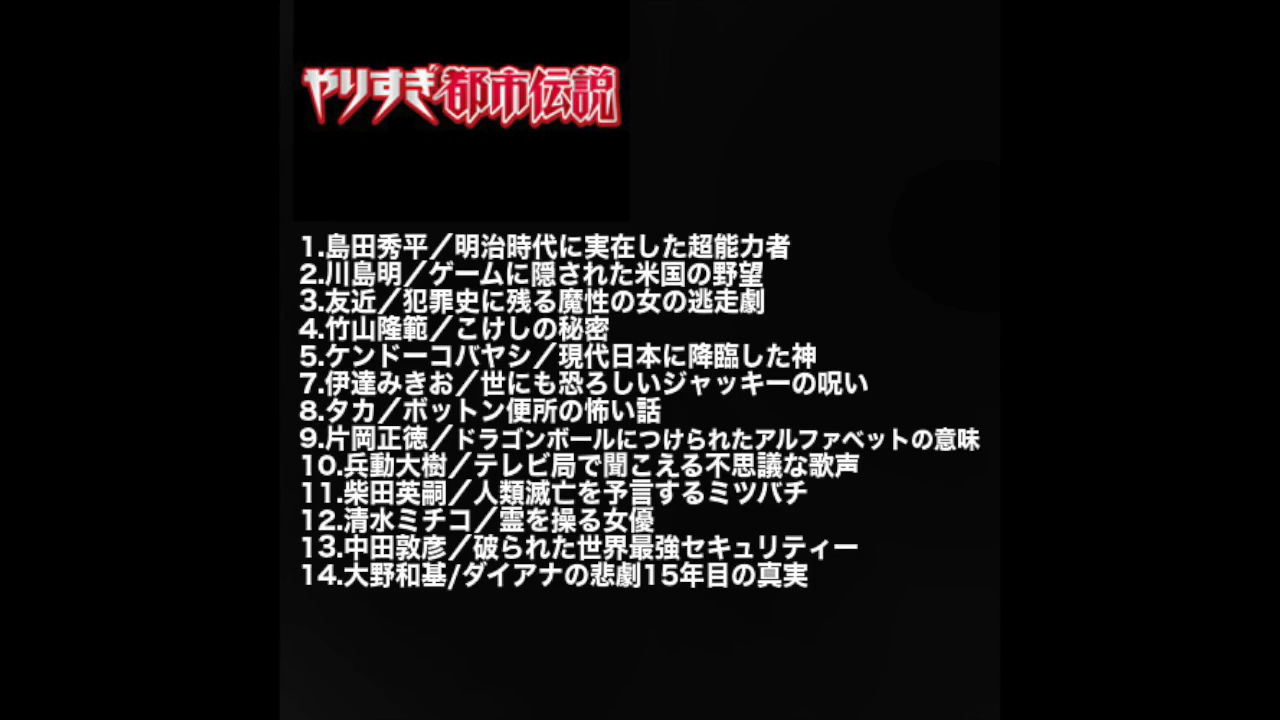 やりすぎ都市伝説
1.島田秀平／明治時代に実在した超能力者
2.川島明／ゲームに隠された米国の野望
3.友近／犯罪史に残る魔性の女の逃走劇
4.竹山隆範／こけしの秘密
5.ケンドーコバヤシ／現代日本に降臨した神
7.伊達みきお／世にも恐ろしいジャッキーの呪い
8.タカ／ボットン便所の怖い話
9.片岡正徳／ドラゴンボールにつけられたアルファベットの意味
10.兵動大樹／テレビ局で聞こえる不思議な歌声
11.柴田英嗣／人類滅亡を予言するミツバチ
12.清水ミチコ／霊を操る女優
13.中田敦彦／破られた世界最強セキュリティー
14.大野和基/ダイアナの悲劇15年目の真実